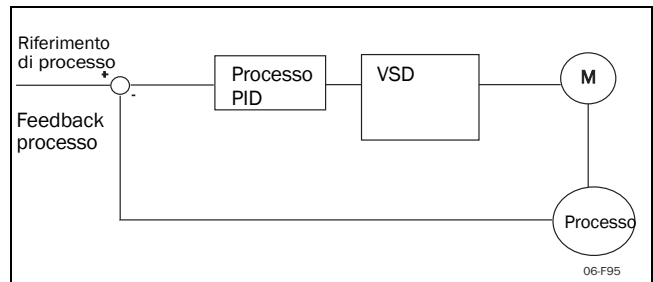 Riferimento
di processo
+
-
Feedback
processo
Processo
PID
VSD
M
Processo
06-F95